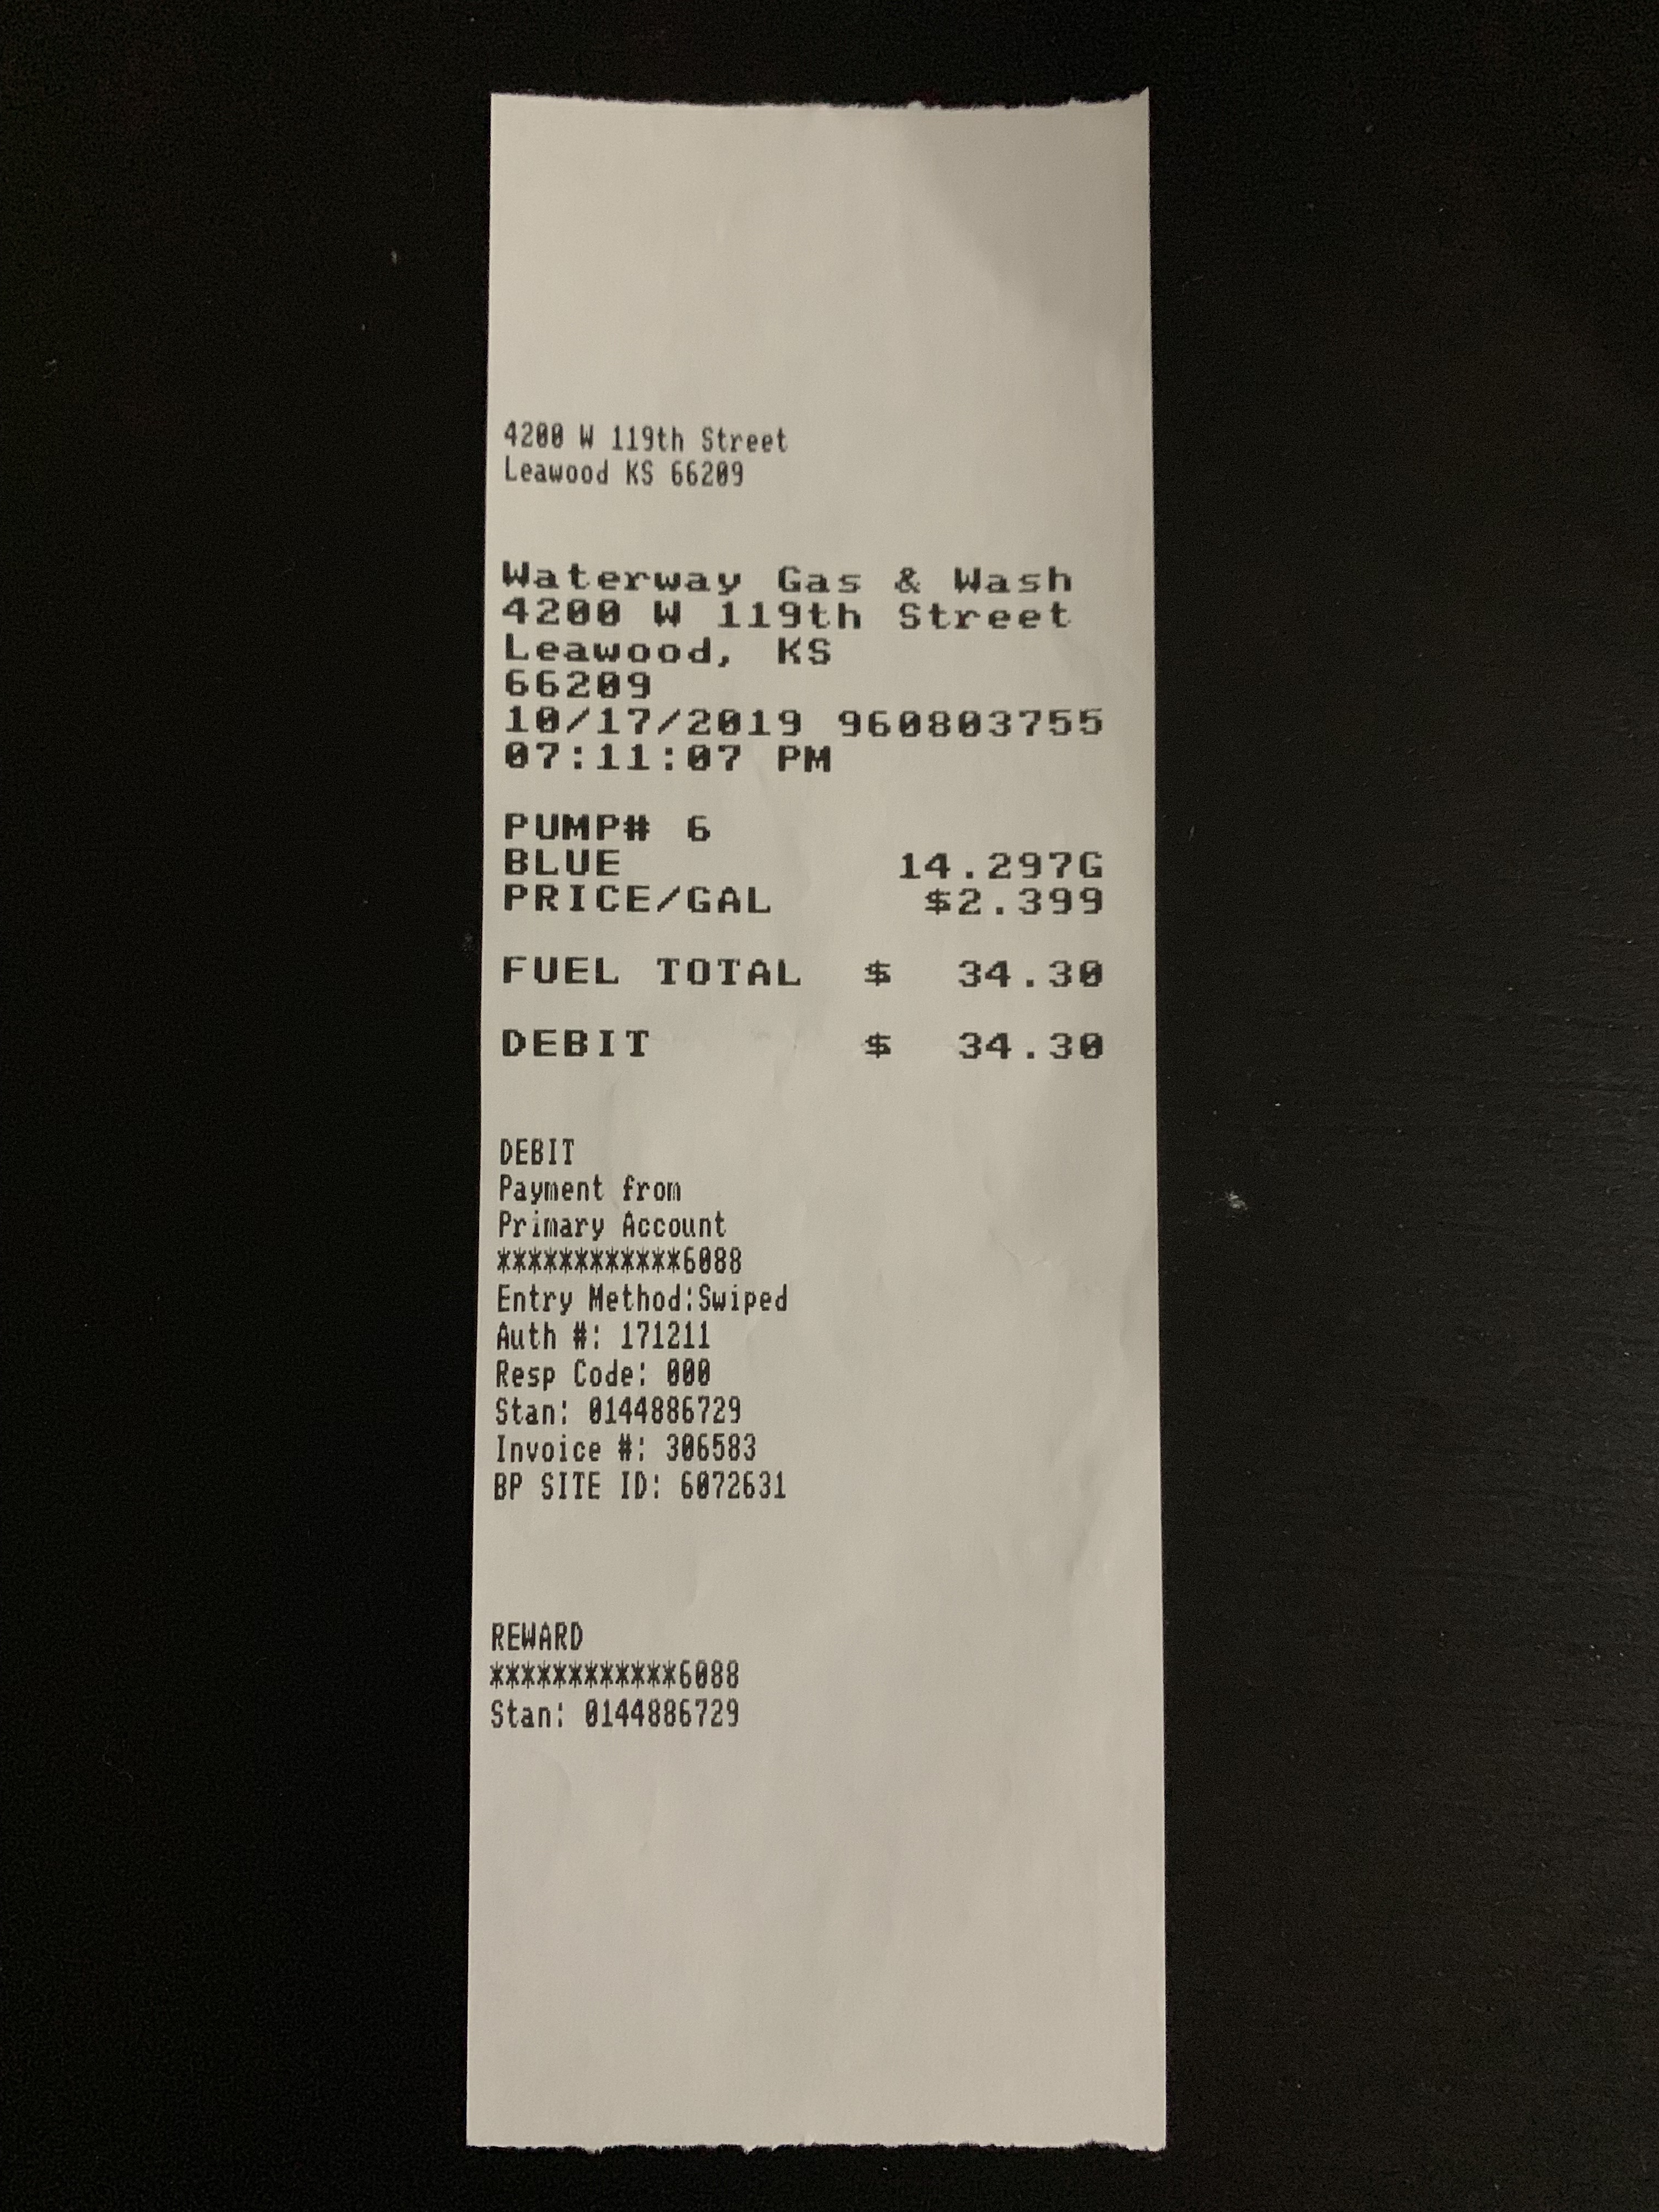 4200 W 119th Street
Leawood KS 66209
Waterway Gas & Wash
4200 W 119th Street
Leawood, KS
66209
10/17/2019 960803755
07:11:07 PM
PUMP# 6
BLUE 14.297G
PRICE/GAL $2.399
FUEL TOTAL $ 34.30
DEBIT $ 34.30
DEBIT
Payment from
Primary Account
************6088
Entry Method:Swiped
Auth #: 171211
Resp Code: 000
Stan: 0144886729
Invoice #: 306583
BP SITE ID: 6072631
REWARD
************6088
Stan: 0144886729